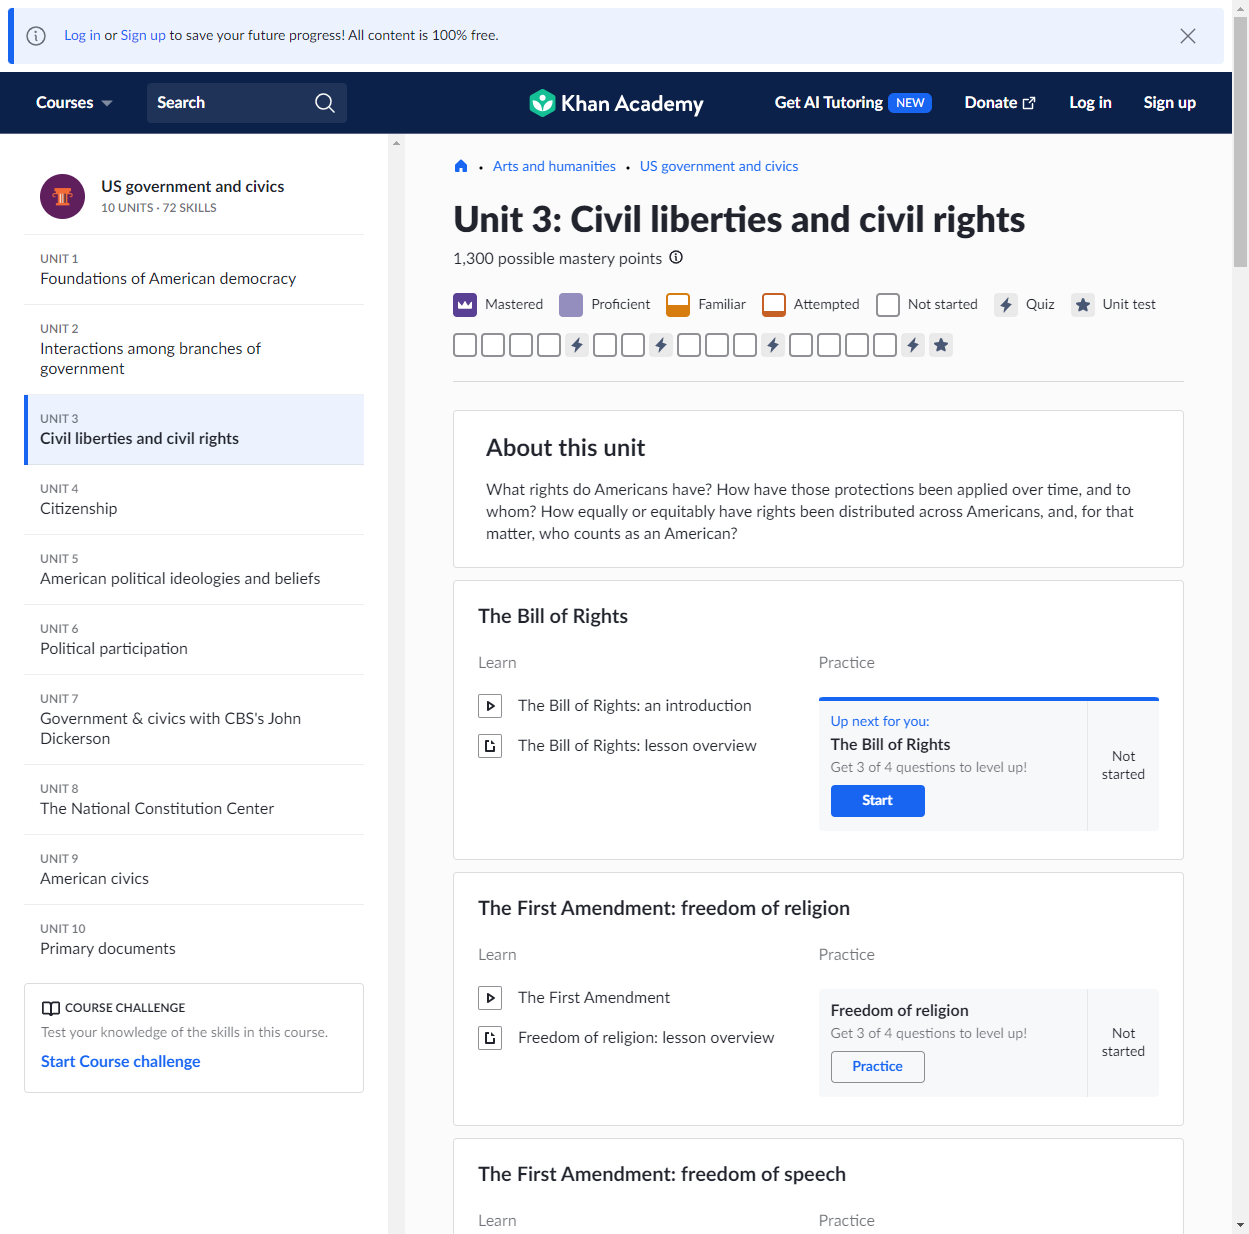 Log in or Sign up to save your future progress! All content is 100% free.
Courses
Search
Khan Academy
Get AI Tutoring NEW
Donate
Log in
Sign up
US government and civics
10 UNITS · 72 SKILLS
UNIT 1
Foundations of American democracy
UNIT 2
Interactions among branches of
government
UNIT 3
Civil liberties and civil rights
UNIT 4
Citizenship
UNIT 5
American political ideologies and beliefs
UNIT 6
Political participation
UNIT 7
Government & civics with CBS's John
Dickerson
UNIT 8
The National Constitution Center
UNIT 9
American civics
UNIT 10
Primary documents
COURSE CHALLENGE
Test your knowledge of the skills in this course.
Start Course challenge
• Arts and humanities • US government and civics
Unit 3: Civil liberties and civil rights
1,300 possible mastery points
Mastered Proficient Familiar Attempted Not started Quiz Unit test
About this unit
What rights do Americans have? How have those protections been applied over time, and to
whom? How equally or equitably have rights been distributed across Americans, and, for that
matter, who counts as an American?
The Bill of Rights
Learn
The Bill of Rights: an introduction
The Bill of Rights: lesson overview
Practice
Up next for you:
The Bill of Rights
Get 3 of 4 questions to level up!
Start
Not
started
The First Amendment: freedom of religion
Learn
The First Amendment
Freedom of religion: lesson overview
Practice
Freedom of religion
Get 3 of 4 questions to level up!
Practice
Not
started
The First Amendment: freedom of speech
Learn
Practice